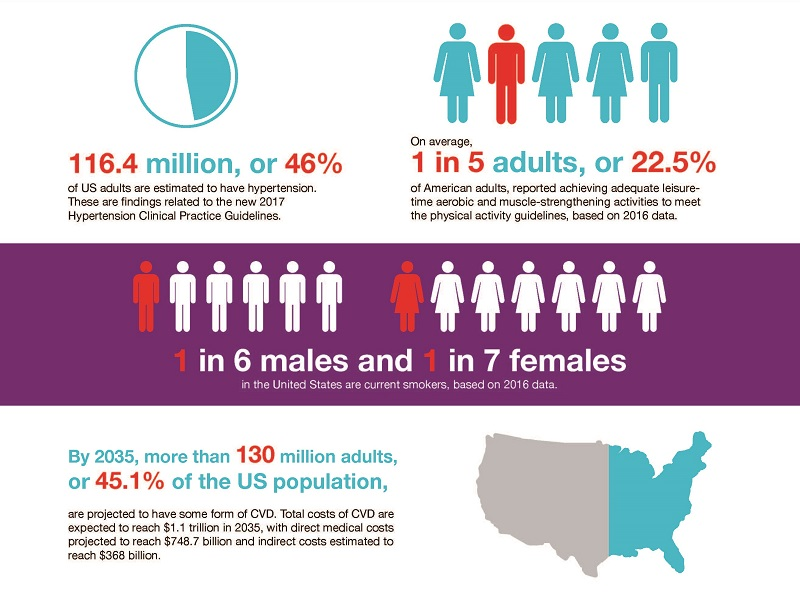 116.4 million, or 46%
of US adults are estimated to have hypertension.
These are findings related to the new 2017
Hypertension Clinical Practice Guidelines.
On average,
1 in 5 adults, or 22.5%
of American adults, reported achieving adequate leisure-
time aerobic and muscle-strengthening activities to meet
the physical activity guidelines, based on 2016 data.
1 in 6 males and 1 in 7 females
in the United States are current smokers, based on 2016 data.
By 2035, more than 130 million adults,
or 45.1% of the US population,
are projected to have some form of CVD. Total costs of CVD are
expected to reach $1.1 trillion in 2035, with direct medical costs
projected to reach $748.7 billion and indirect costs estimated to
reach $368 billion.